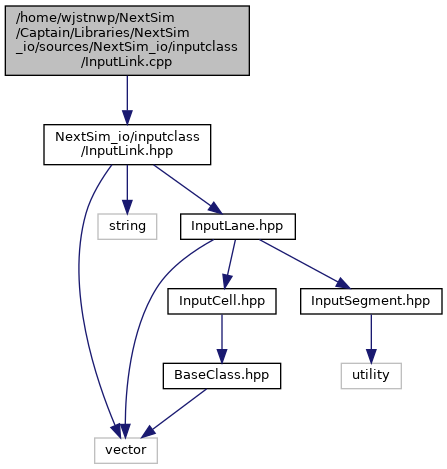 /home/wjstnwp/NextSim
/Captain/Libraries/NextSim
_io/sources/NextSim_io/inputclass
/InputLink.cpp
NextSim_io/inputclass
/InputLink.hpp
string
InputLane.hpp
InputCell.hpp
InputSegment.hpp
BaseClass.hpp
utility
vector